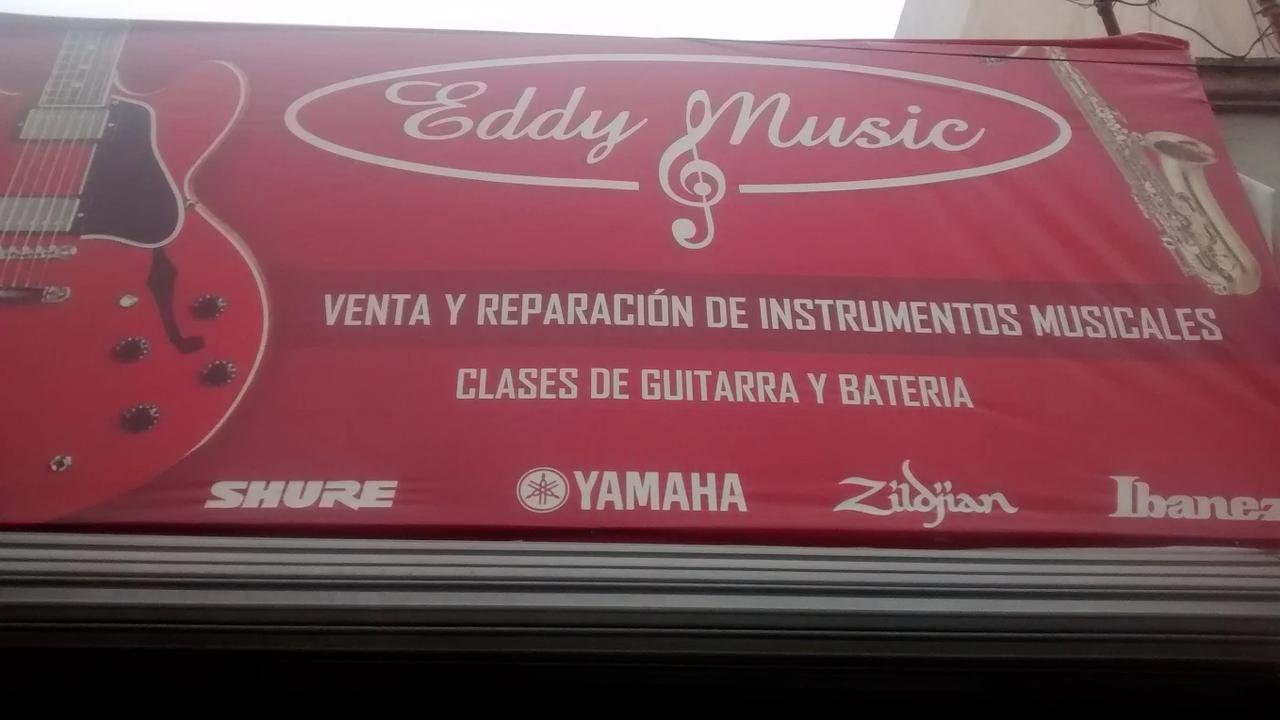 Eddy Music
VENTA Y REPARACIÓN DE INSTRUMENTOS MUSICALES
CLASES DE GUITARRA Y BATERIA
SHURE YAMAHA Zildjian Ibanez